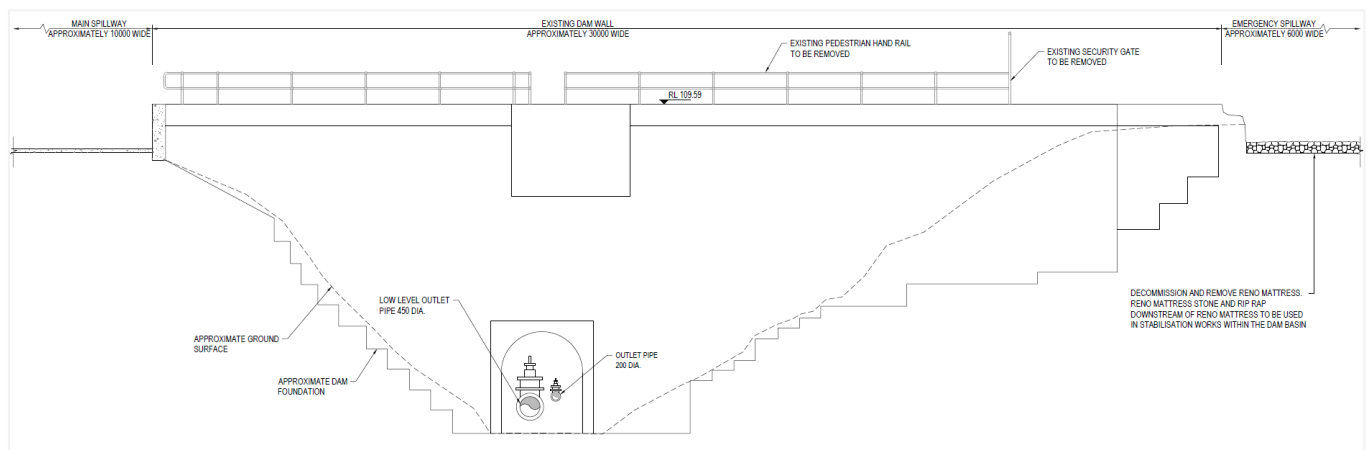 MAIN SPILLWAY
APPROXIMATELY 10000 WIDE
EXISTING DAM WALL
APPROXIMATELY 30000 WIDE
EMERGENCY SPILLWAY
APPROXIMATELY 6000 WIDE
EXISTING PEDESTRIAN HAND RAIL
TO BE REMOVED
EXISTING SECURITY GATE
TO BE REMOVED
RL 109.59
LOW LEVEL OUTLET
PIPE 450 DIA.
APPROXIMATE GROUND
SURFACE
OUTLET PIPE
200 DIA.
APPROXIMATE DAM
FOUNDATION
DECOMMISSION AND REMOVE RENO MATTRESS.
RENO MATTRESS STONE AND RIP RAP
DOWNSTREAM OF RENO MATTRESS TO BE USED
IN STABILISATION WORKS WITHIN THE DAM BASIN